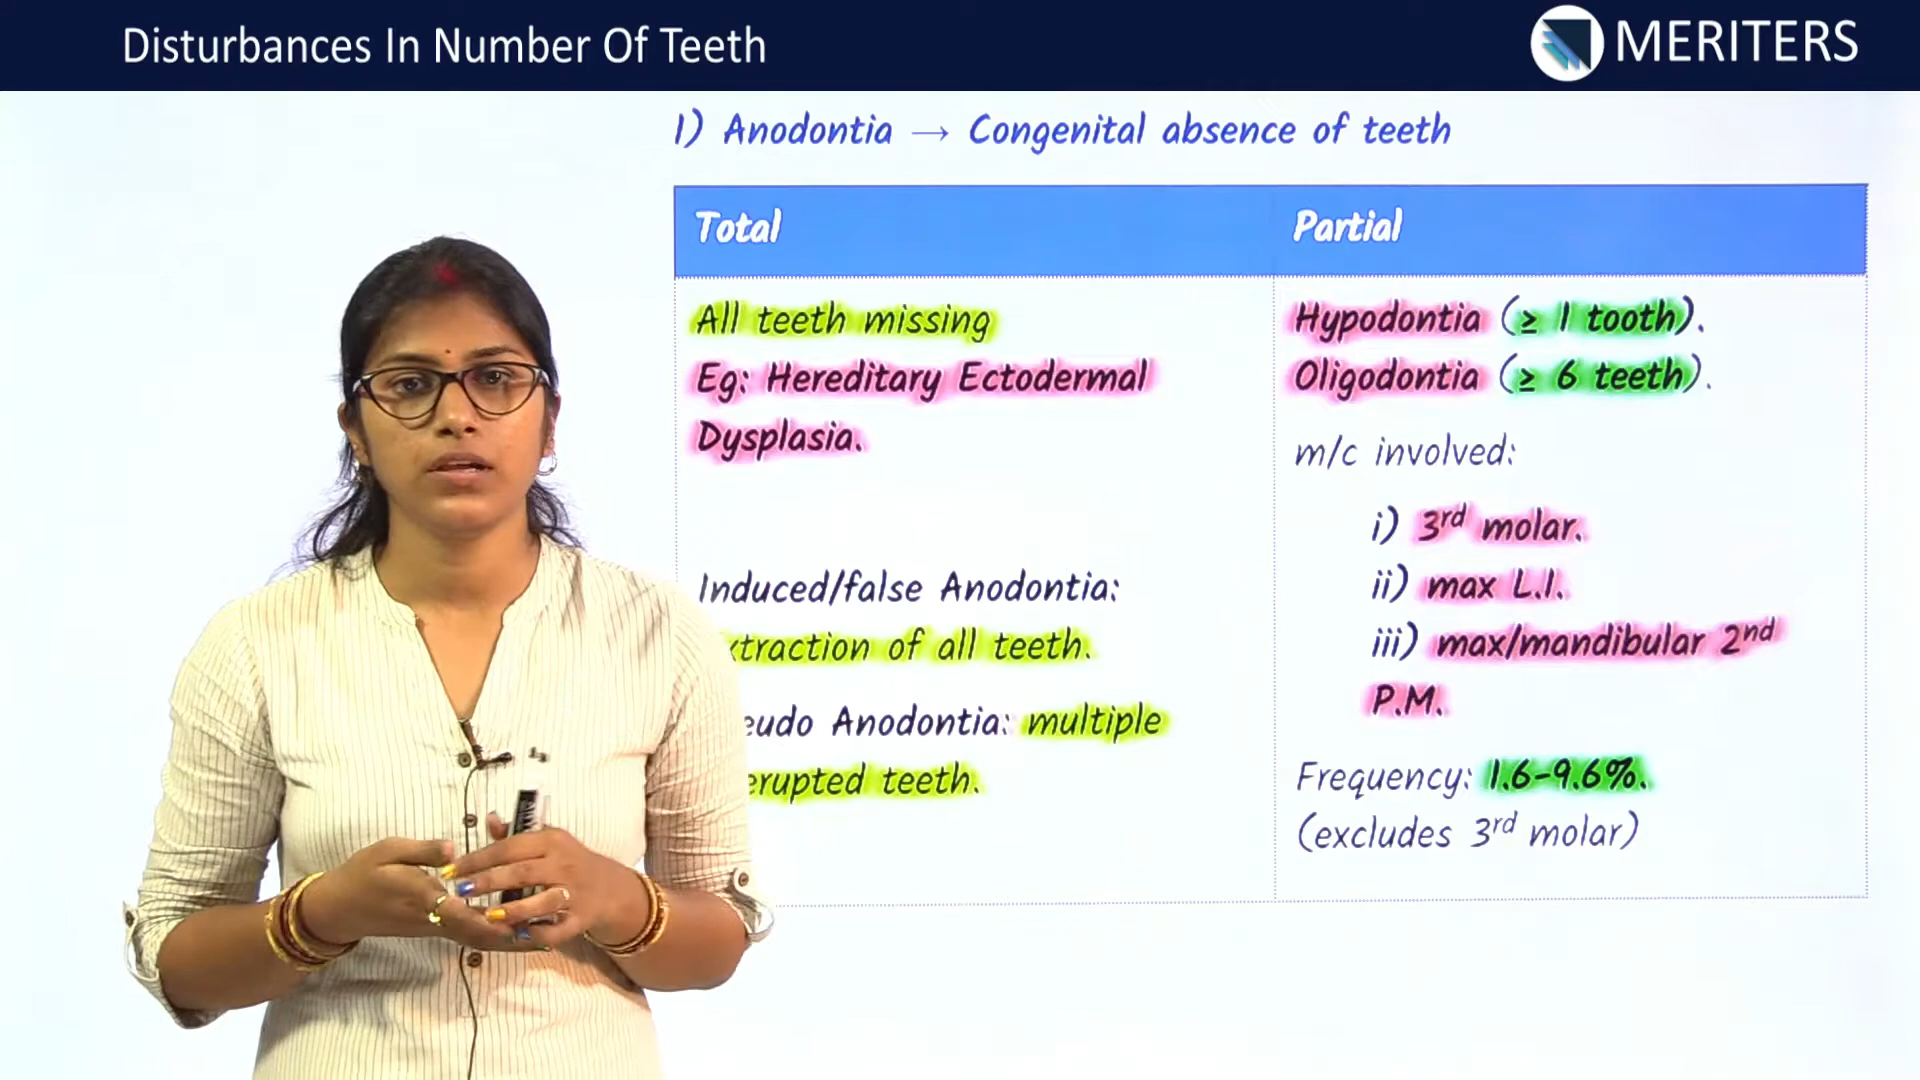 Disturbances In Number Of Teeth
MERITERS
1) Anodontia → Congenital absence of teeth
Total
Partial
All teeth missing
Eg: Hereditary Ectodermal
Dysplasia.
Induced/false Anodontia:
xtraction of all teeth.
eudo Anodontia: multiple
erupted teeth.
Hypodontia (≥ 1 tooth).
Oligodontia (≥ 6 teeth).
m/c involved:
i) 3rd molar.
ii) max L.I.
iii) max/mandibular 2nd
P.M.
Frequency: 1.6-9.6%.
(excludes 3rd molar)